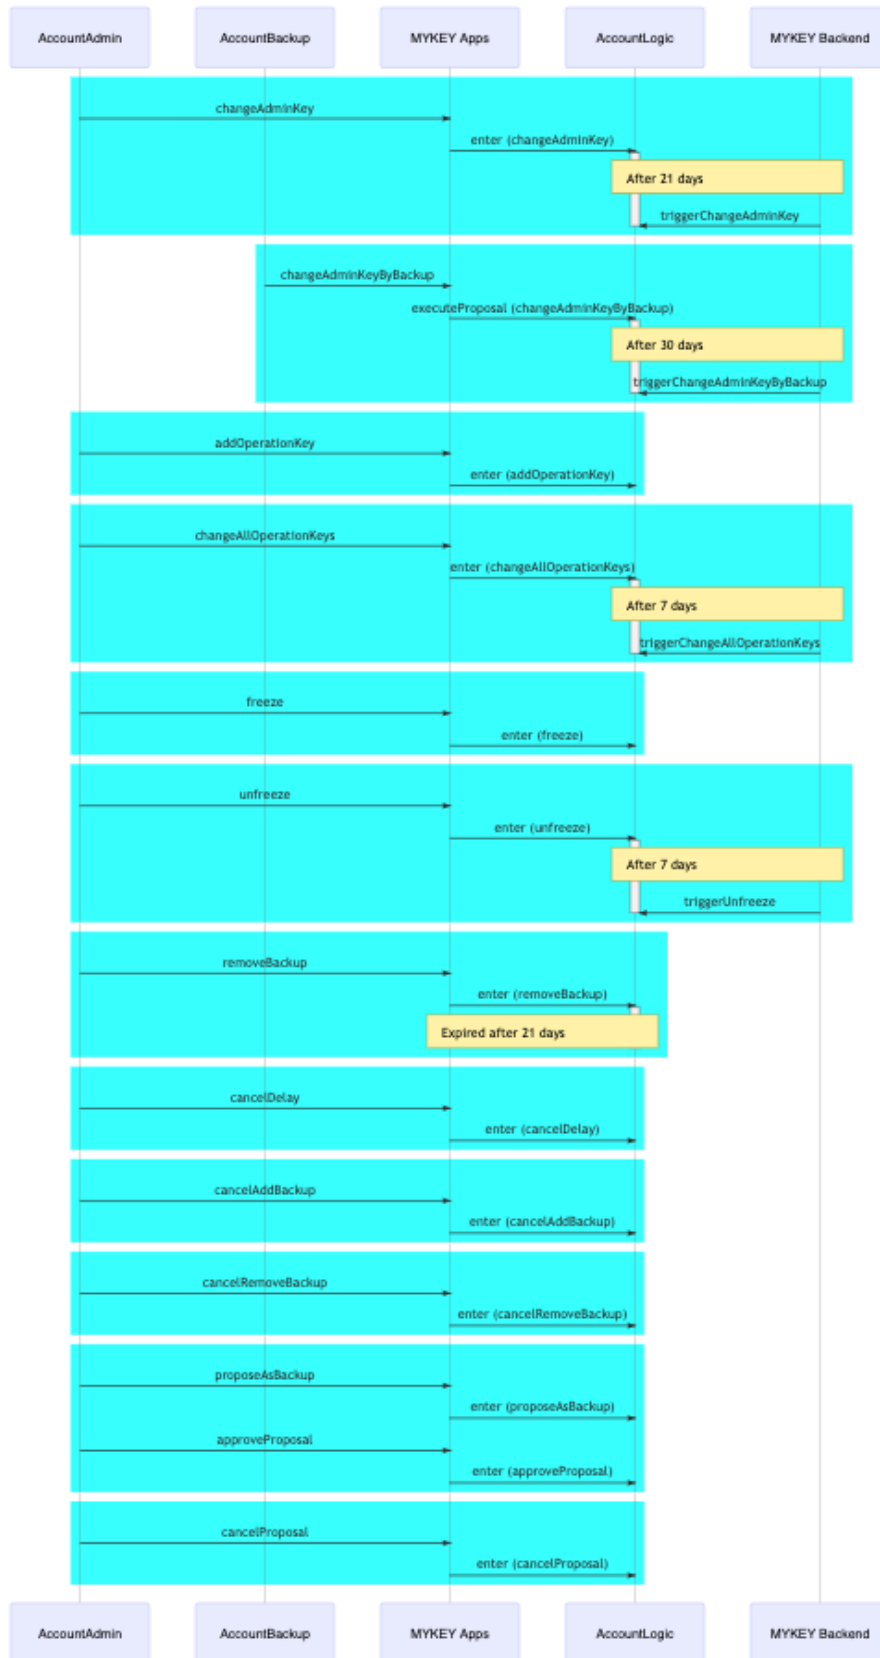 AccountAdmin
AccountBackup
MYKEY Apps
AccountLogic
MYKEY Backend
changeAdminKey
enter (changeAdminKey)
After 21 days
triggerChangeAdminKey
changeAdminKeyByBackup
executeProposal (changeAdminKeyByBackup)
After 30 days
triggerChangeAdminKeyByBackup
addOperationKey
enter (addOperationKey)
changeAllOperationKeys
enter (changeAllOperationKeys)
After 7 days
triggerChangeAllOperationKeys
freeze
enter (freeze)
unfreeze
enter (unfreeze)
After 7 days
triggerUnfreeze
removeBackup
enter (removeBackup)
Expired after 21 days
cancelDelay
enter (cancelDelay)
cancelAddBackup
enter (cancelAddBackup)
cancelRemoveBackup
enter (cancelRemoveBackup)
proposeAsBackup
enter (proposeAsBackup)
approveProposal
enter (approveProposal)
cancelProposal
enter (cancelProposal)
AccountAdmin
AccountBackup
MYKEY Apps
AccountLogic
MYKEY Backend